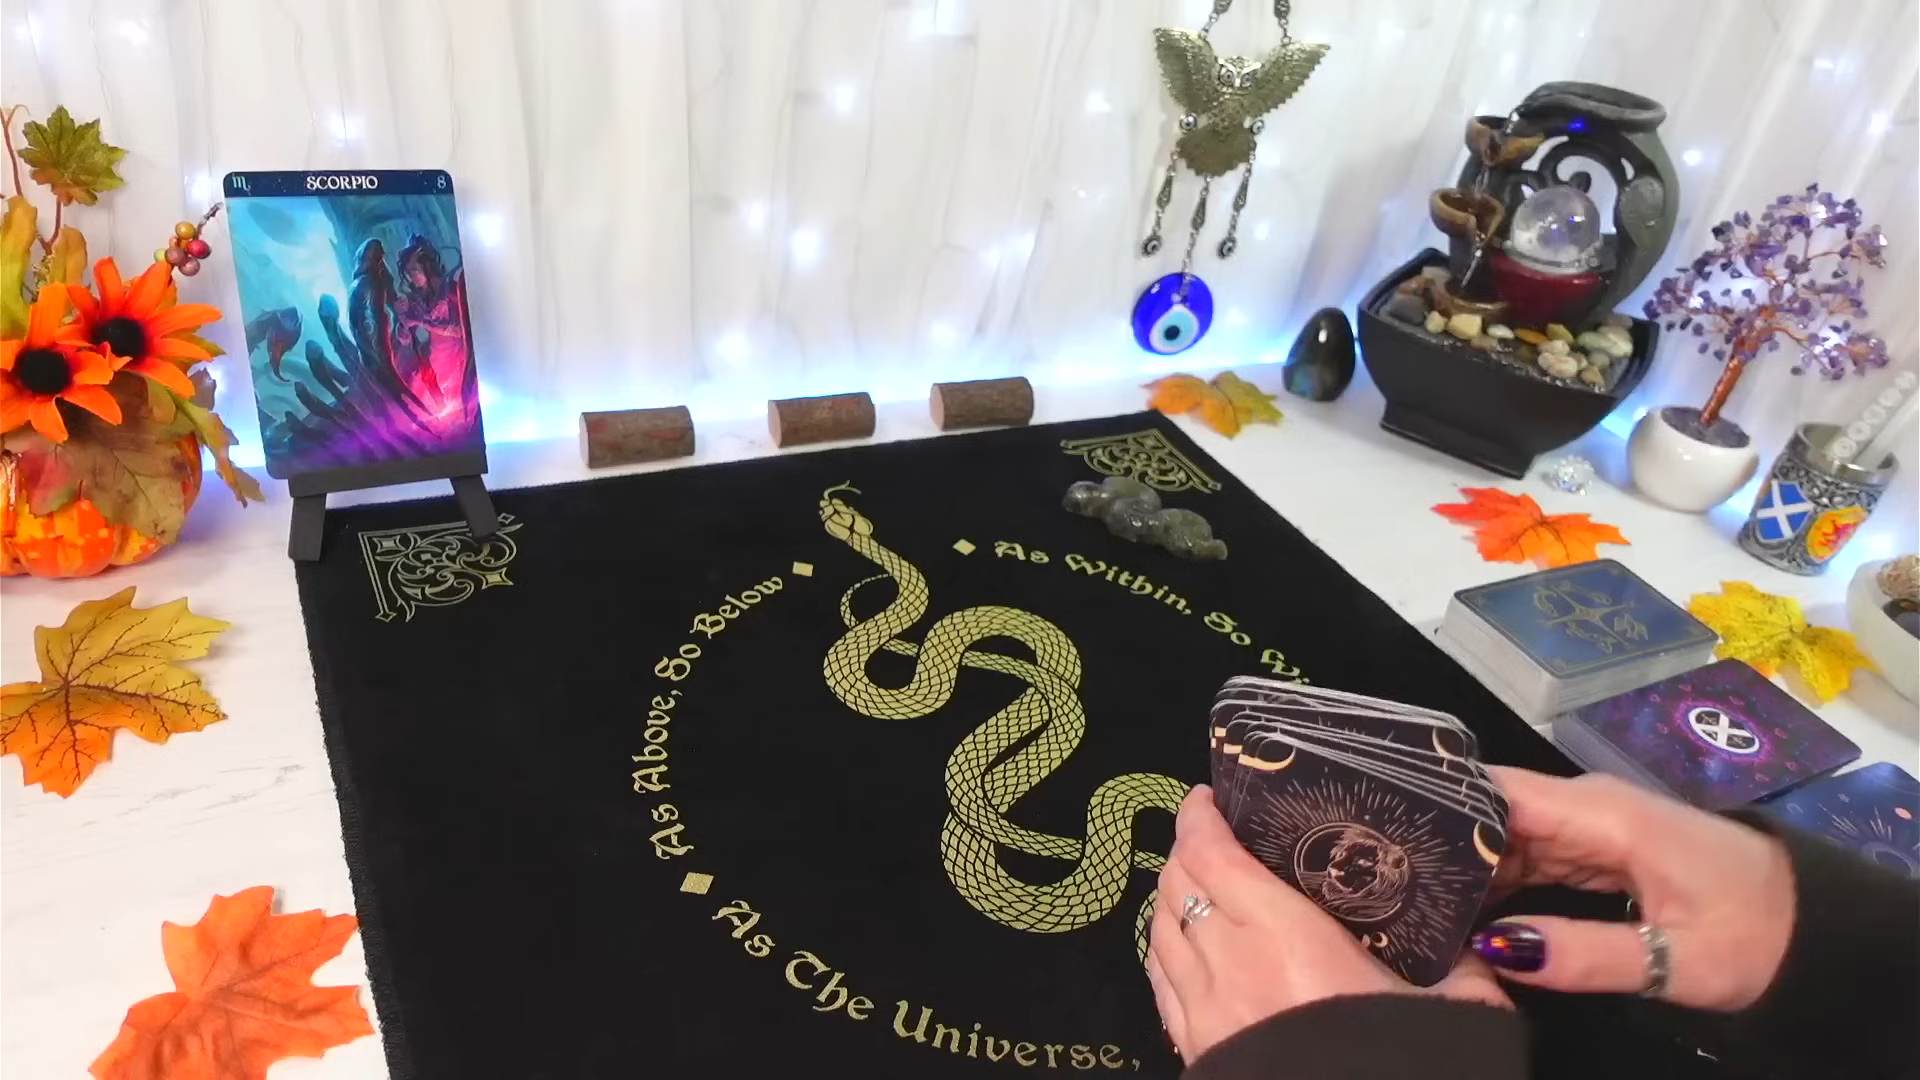 ♏ SCORPIO 8
As Above, So Below
As Within, So
As The Universe,